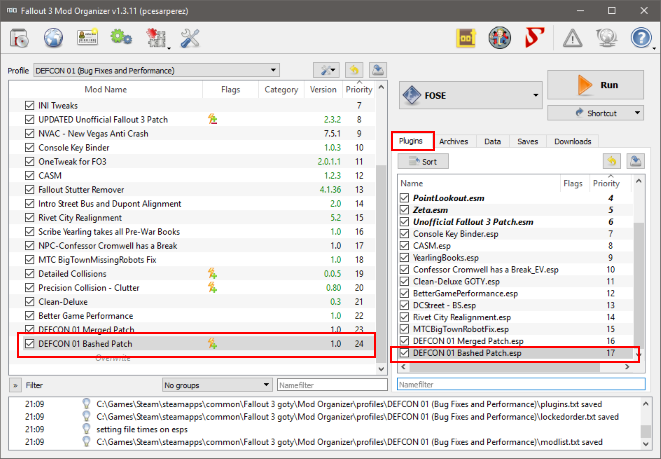 Fallout 3 Mod Organizer v1.3.11 (pcesarperez)
Profile DEFCON 01 (Bug Fixes and Performance)
Mod Name Flags Category Version Priority
INI Tweaks 7
UPDATED Unofficial Fallout 3 Patch 2.3.2 8
NVAC - New Vegas Anti Crash 7.5.1 9
Console Key Binder 1.0.3 10
OneTweak for FO3 2.0.1.1 11
CASM 1.2.3 12
Fallout Stutter Remover 4.1.36 13
Intro Street Bus and Dupont Alignment 2.0 14
Rivet City Realignment 5.2 15
Scribe Yearling takes all Pre-War Books 1.0 16
NPC-Confessor Cromwell has a Break 1.0 17
MTC BigTownMissingRobots Fix 1.0 18
Detailed Collisions 0.0.5 19
Precision Collision - Clutter 0.80 20
Clean-Deluxe 0.3 21
Better Game Performance 1.0 22
DEFCON 01 Merged Patch 1.0 23
DEFCON 01 Bashed Patch 1.0 24
Overwrite
» Filter No groups Namefilter
FOSE
Run
Shortcut
Plugins Archives Data Saves Downloads
Sort
Name Flags Priority
PointLookout.esm 4
Zeta.esm 5
Unofficial Fallout 3 Patch.esm 6
Console Key Binder.esp 7
CASM.esp 8
YearlingBooks.esp 9
Confessor Cromwell has a Break_EV.esp 10
Clean-Deluxe GOTY.esp 11
BetterGamePerformance.esp 12
DCStreet - BS.esp 13
Rivet City Realignment.esp 14
MTCBigTownRobotFix.esp 15
DEFCON 01 Merged Patch.esp 16
DEFCON 01 Bashed Patch.esp 17
Namefilter
21:09 C:\Games\Steam\steamapps\common\Fallout 3 goty\Mod Organizer\profiles\DEFCON 01 (Bug Fixes and Performance)\plugins.txt saved
21:09 C:\Games\Steam\steamapps\common\Fallout 3 goty\Mod Organizer\profiles\DEFCON 01 (Bug Fixes and Performance)\lockedorder.txt saved
21:09 setting file times on esps
21:09 C:\Games\Steam\steamapps\common\Fallout 3 goty\Mod Organizer\profiles\DEFCON 01 (Bug Fixes and Performance)\modlist.txt saved